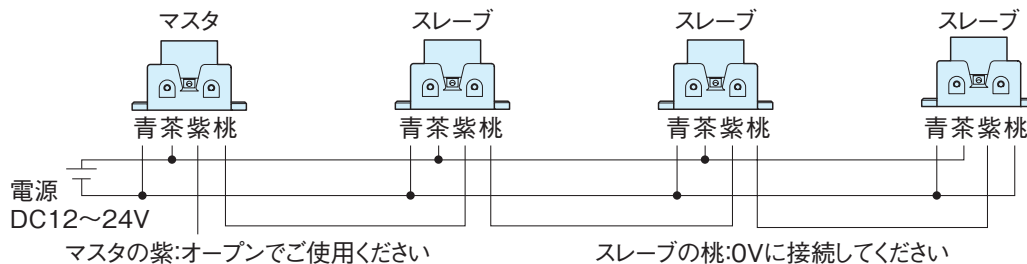 マスタ スレーブ スレーブ スレーブ
青茶紫桃 青茶紫桃 青茶紫桃 青茶紫桃
電源
DC12～24V
マスタの紫:オープンでご使用ください スレーブの桃:0Vに接続してください